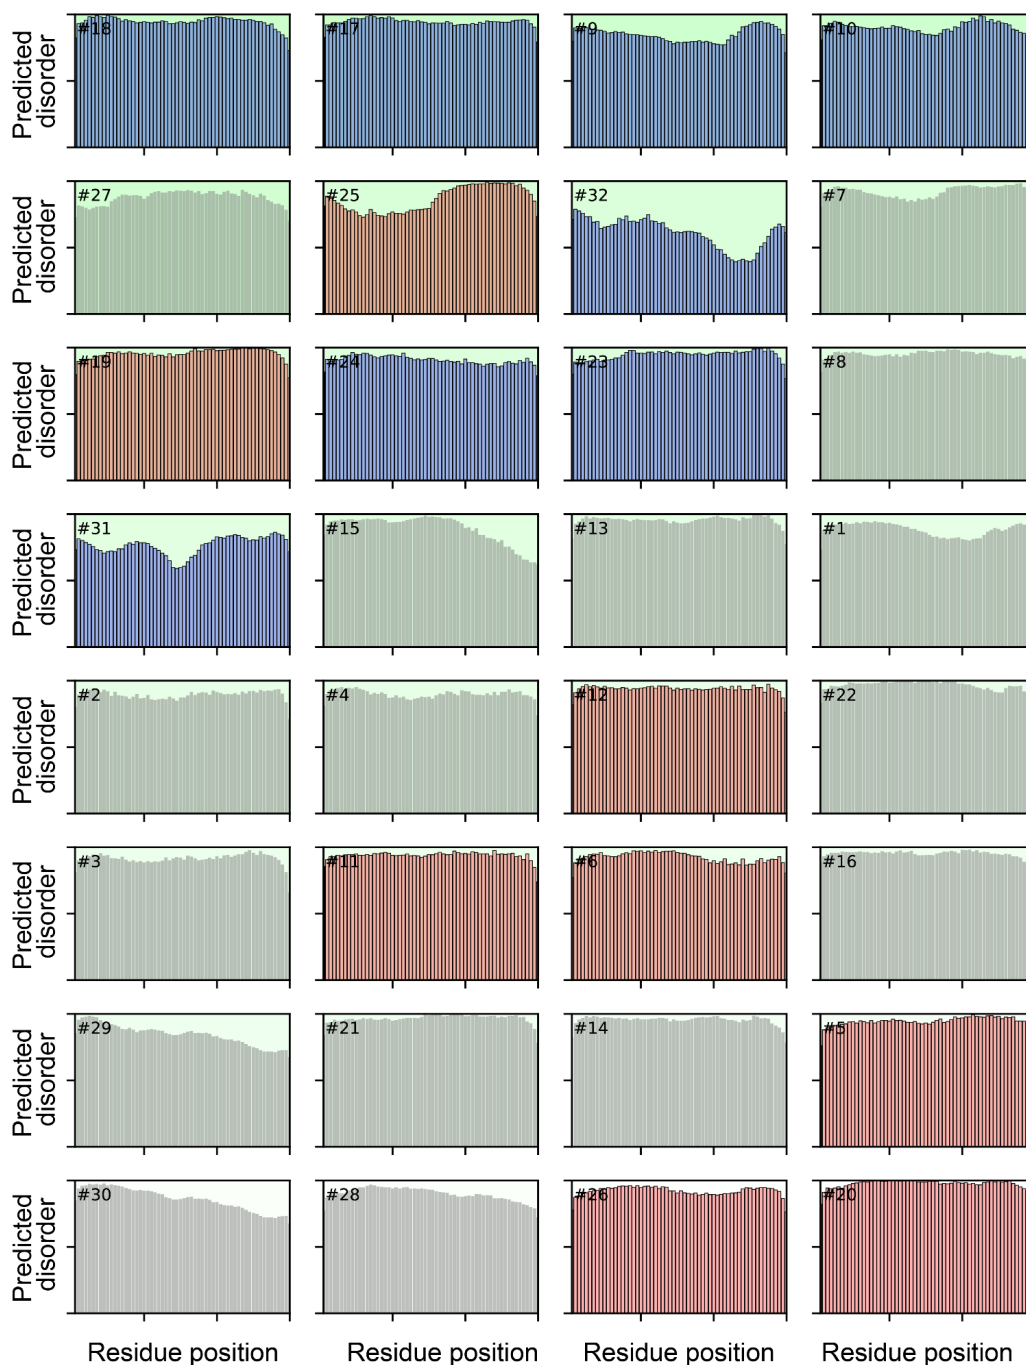 Predicted disorder #18 #17 #9 #10
Predicted disorder #27 #25 #32 #7
Predicted disorder #19 #24 #23 #8
Predicted disorder #31 #15 #13 #1
Predicted disorder #2 #4 #12 #22
Predicted disorder #3 #11 #6 #16
Predicted disorder #29 #21 #14 #5
Predicted disorder #30 #28 #26 #20
Residue position Residue position Residue position Residue position